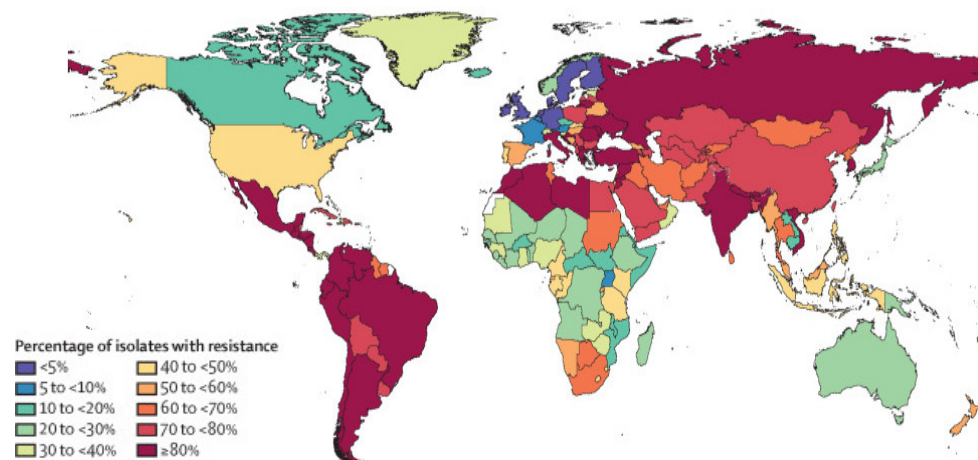 Percentage of isolates with resistance
<5%
5 to <10%
10 to <20%
20 to <30%
30 to <40%
40 to <50%
50 to <60%
60 to <70%
70 to <80%
≥80%